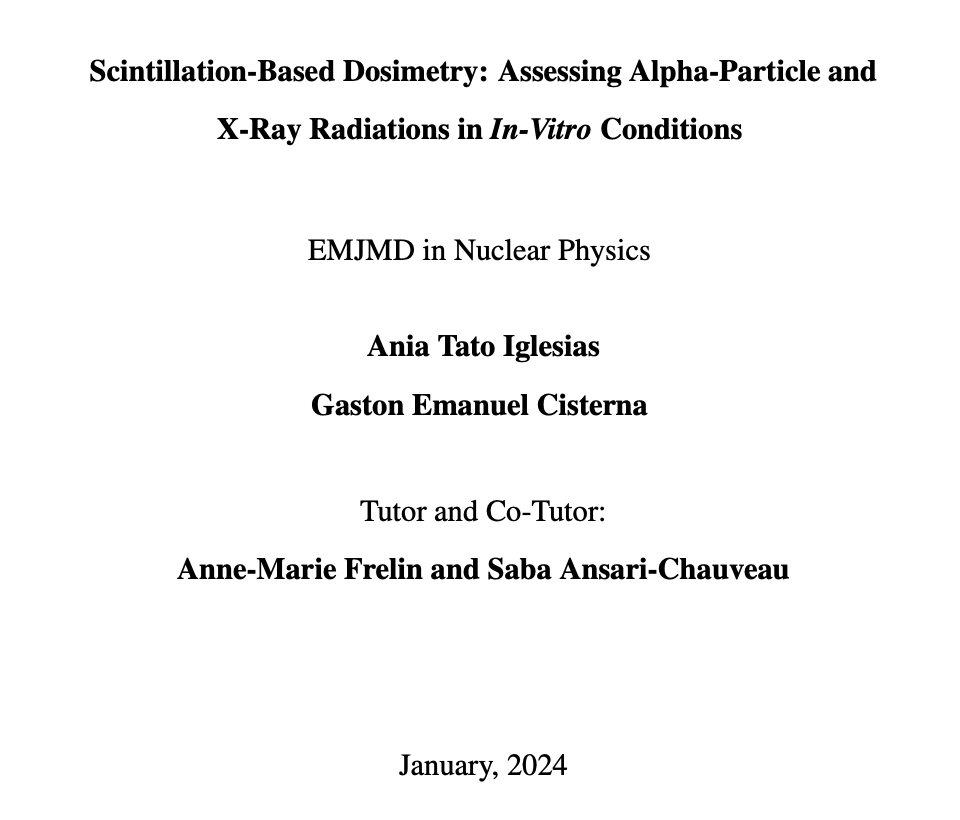 Scintillation-Based Dosimetry: Assessing Alpha-Particle and
X-Ray Radiations in In-Vitro Conditions
EMJMD in Nuclear Physics
Ania Tato Iglesias
Gaston Emanuel Cisterna
Tutor and Co-Tutor:
Anne-Marie Frelin and Saba Ansari-Chauveau
January, 2024